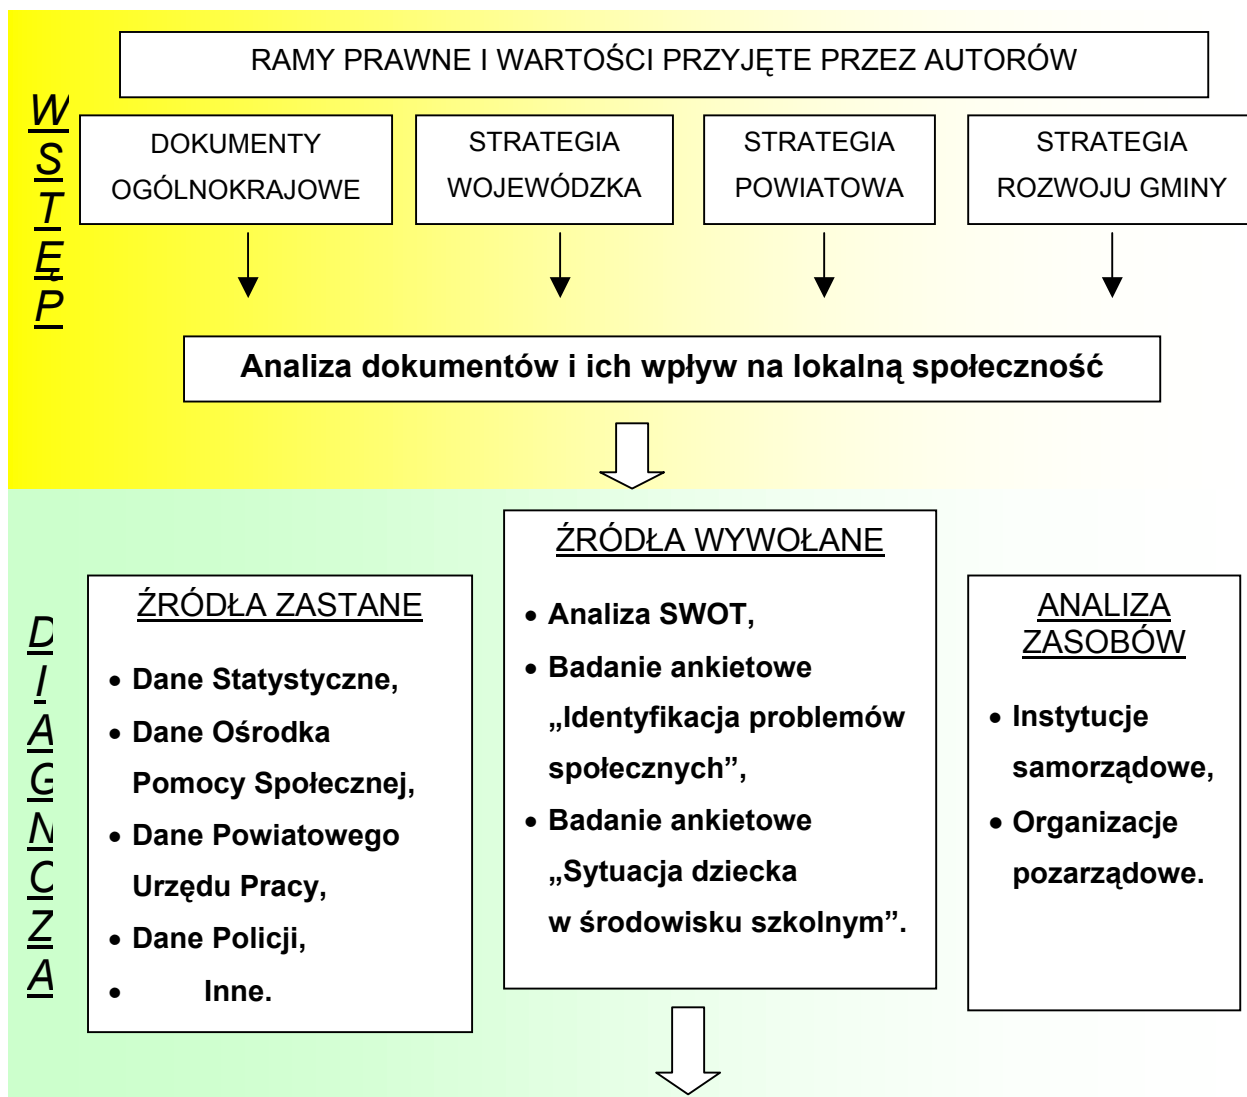 RAMY PRAWNE I WARTOŚCI PRZYJĘTE PRZEZ AUTORÓW
WSTĘP
DOKUMENTY
OGÓLNOKRAJOWE
STRATEGIA
WOJEWÓDZKA
STRATEGIA
POWIATOWA
STRATEGIA
ROZWOJU GMINY
Analiza dokumentów i ich wpływ na lokalną społeczność
DIAGNOZA
ŹRÓDŁA ZASTANE
• Dane Statystyczne,
• Dane Ośrodka
Pomocy Społecznej,
• Dane Powiatowego
Urzędu Pracy,
• Dane Policji,
• Inne.
ŹRÓDŁA WYWOŁANE
• Analiza SWOT,
• Badanie ankietowe
„Identyfikacja problemów
społecznych”,
• Badanie ankietowe
„Sytuacja dziecka
w środowisku szkolnym”.
ANALIZA
ZASOBÓW
• Instytucje
samorządowe,
• Organizacje
pozarządowe.